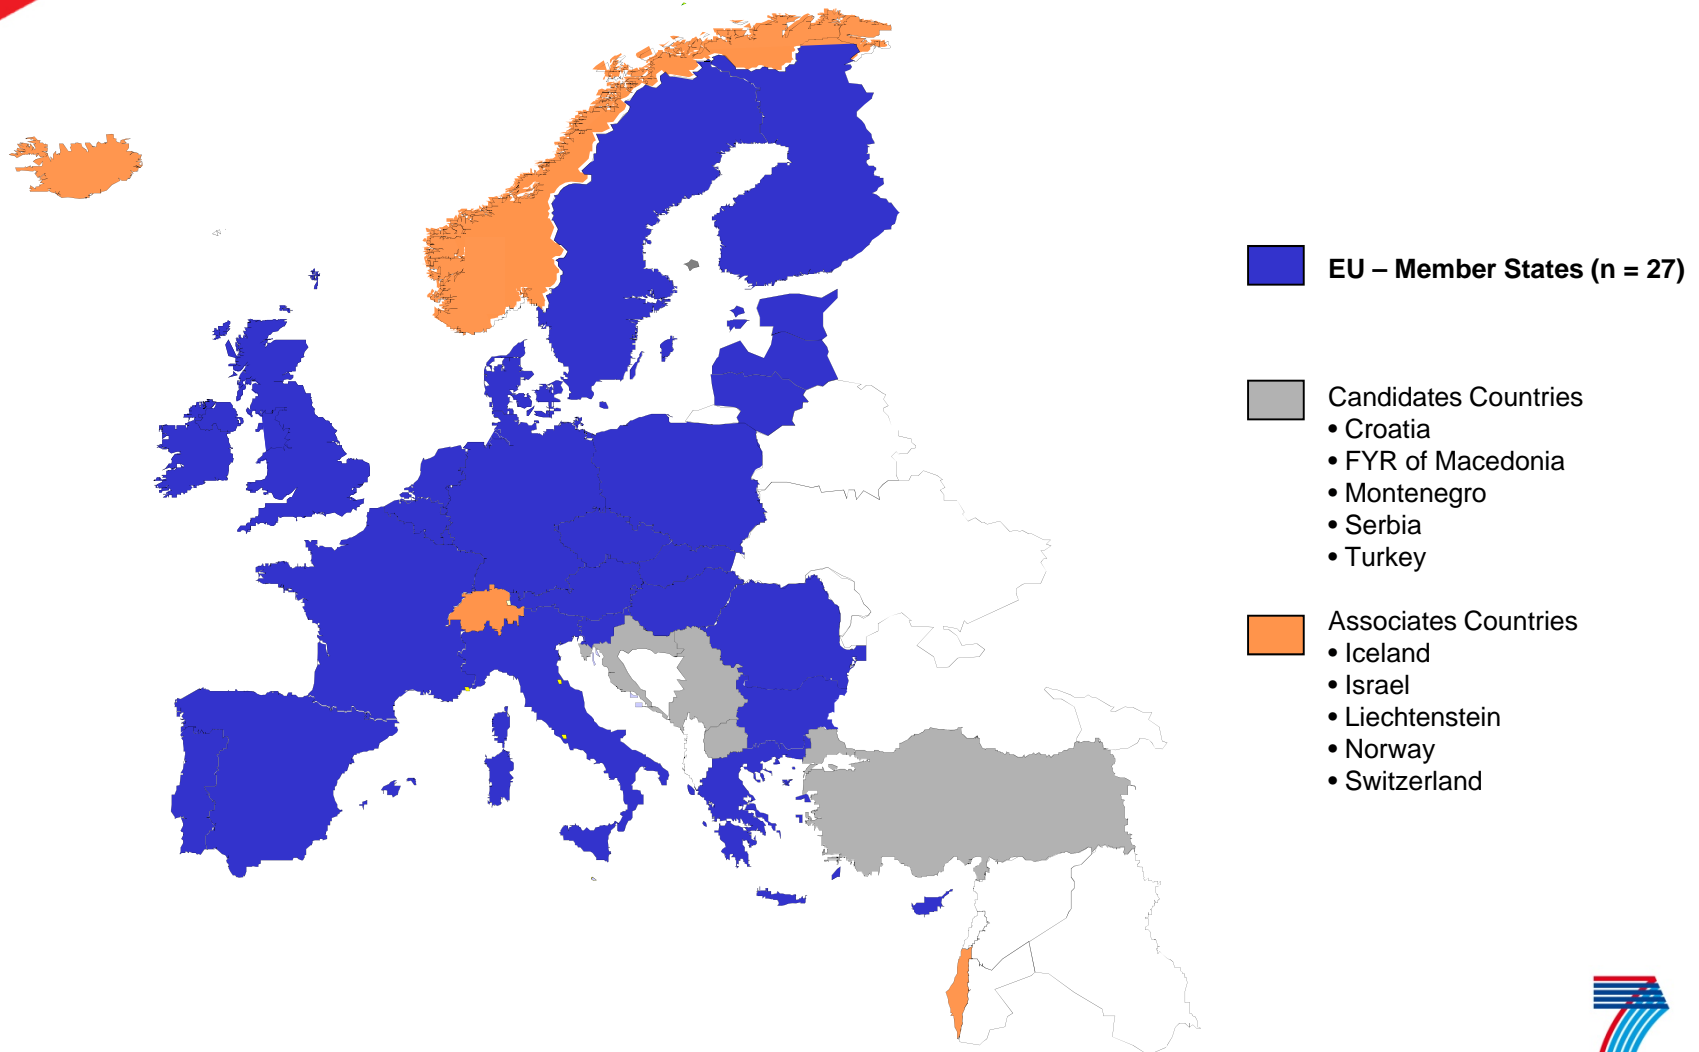 EU – Member States (n = 27)
Candidates Countries
• Croatia
• FYR of Macedonia
• Montenegro
• Serbia
• Turkey
Associates Countries
• Iceland
• Israel
• Liechtenstein
• Norway
• Switzerland
7